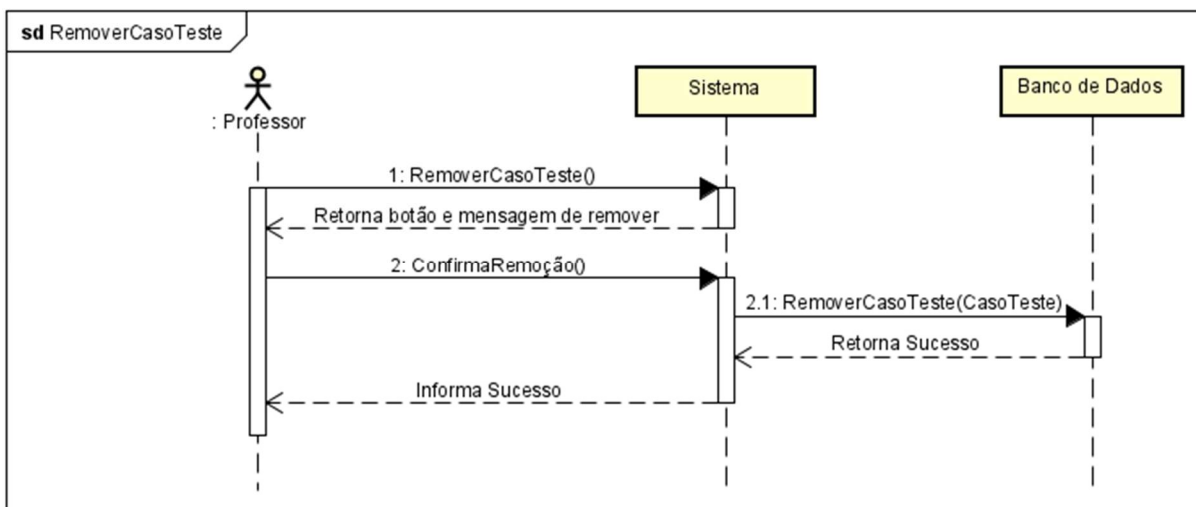 sd RemoverCasoTeste
: Professor
Sistema
Banco de Dados
1: RemoverCasoTeste()
Retorna botão e mensagem de remover
2: ConfirmaRemoção()
2.1: RemoverCasoTeste(CasoTeste)
Retorna Sucesso
Informa Sucesso